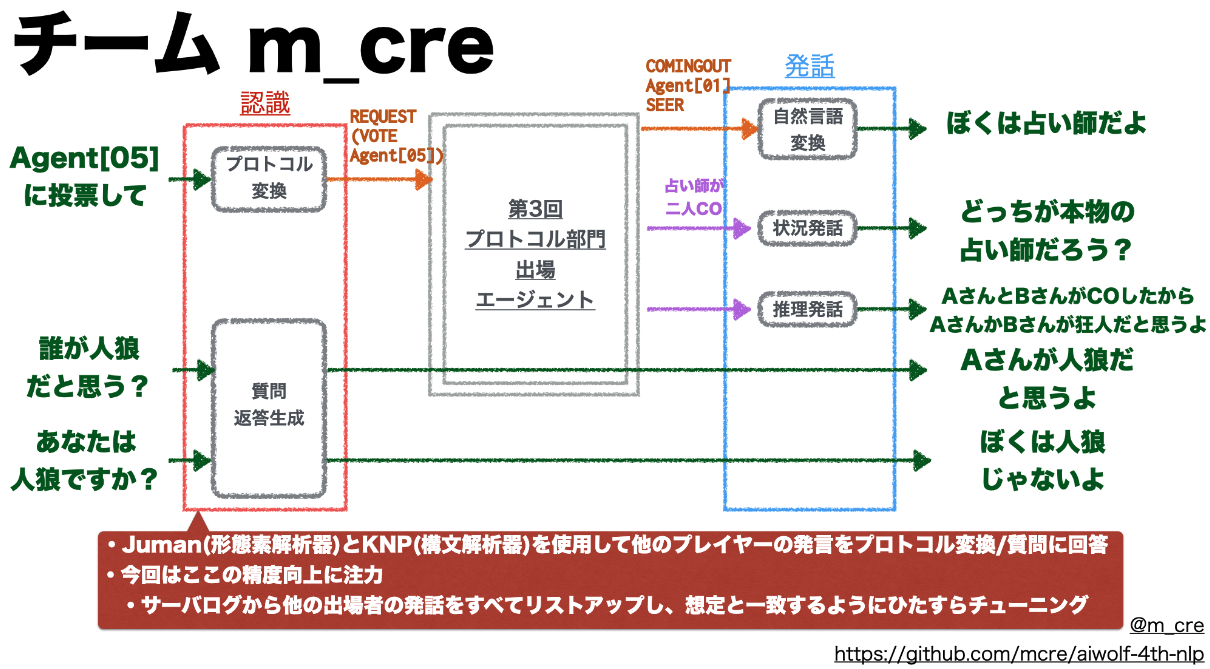 チーム m_cre
認識
発話
Agent[05]
に投票して
プロトコル
変換
REQUEST
(VOTE
Agent[05])
第3回
プロトコル部門
出場
エージェント
COMINGOUT
Agent[01]
SEER
自然言語
変換
ぼくは占い師だよ
占い師が
二人CO
状況発話
どっちが本物の
占い師だろう？
推理発話
AさんとBさんがCOしたから
AさんかBさんが狂人だと思うよ
誰が人狼
だと思う？
質問
返答生成
Aさんが人狼だ
と思うよ
あなたは
人狼ですか？
ぼくは人狼
じゃないよ
・Juman(形態素解析器)とKNP(構文解析器)を使用して他のプレイヤーの発言をプロトコル変換/質問に回答
・今回はここの精度向上に注力
・サーバログから他の出場者の発話をすべてリストアップし、想定と一致するようにひたすらチューニング
@m_cre
https://github.com/mcre/aiwolf-4th-nlp